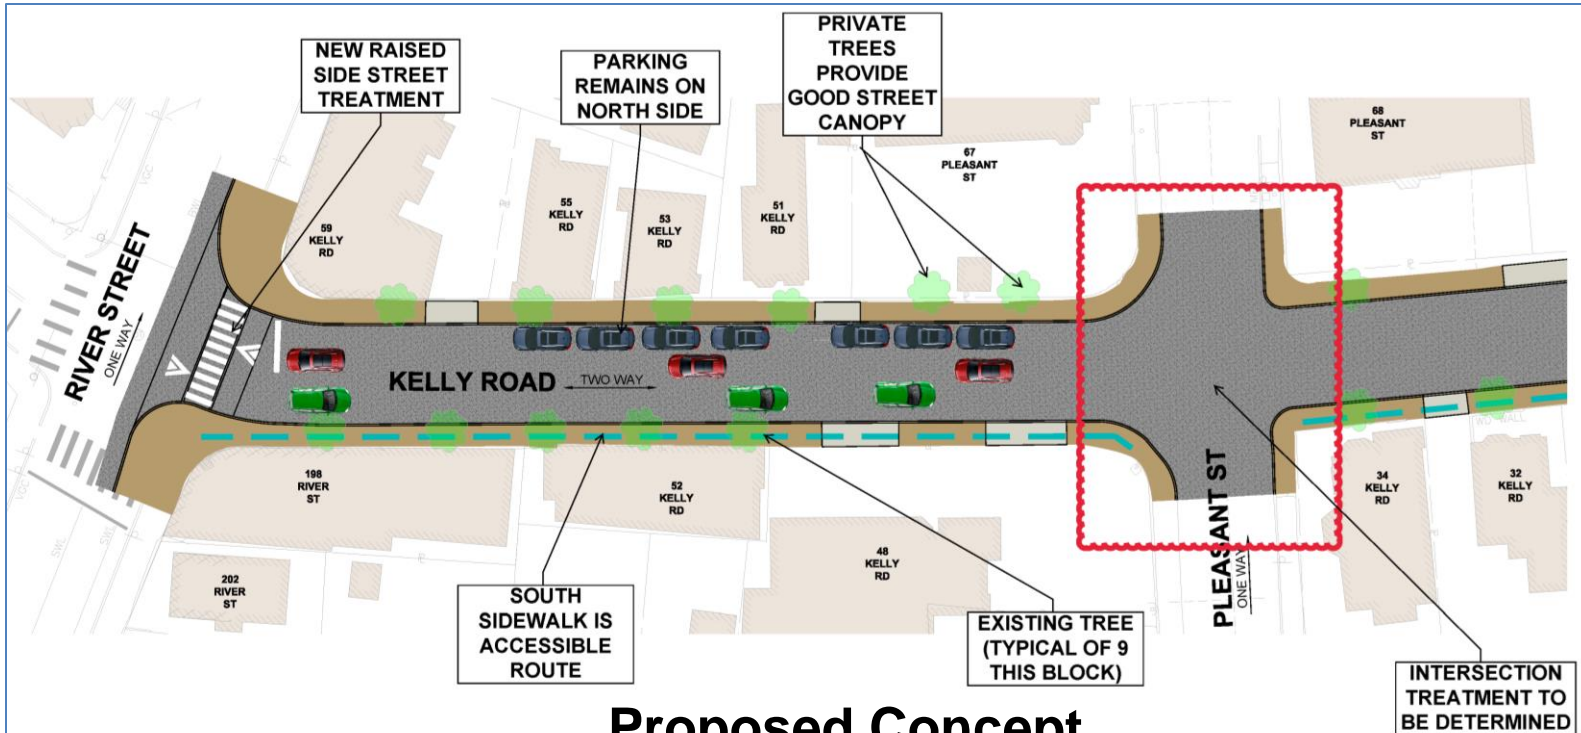 NEW RAISED
SIDE STREET
TREATMENT
PARKING
REMAINS ON
NORTH SIDE
PRIVATE
TREES
PROVIDE
GOOD STREET
CANOPY
68
PLEASANT
ST
67
PLEASANT
ST
59
KELLY
RD
55
KELLY
RD
53
KELLY
RD
51
KELLY
RD
RIVER STREET
ONE WAY
KELLY ROAD
TWO WAY
198
RIVER
ST
52
KELLY
RD
48
KELLY
RD
34
KELLY
RD
32
KELLY
RD
202
RIVER
ST
PLEASANT ST
ONE WAY
SOUTH
SIDEWALK IS
ACCESSIBLE
ROUTE
EXISTING TREE
(TYPICAL OF 9
THIS BLOCK)
INTERSECTION
TREATMENT TO
BE DETERMINED
Proposed Concept
VGC
VGC
SWL
SWL